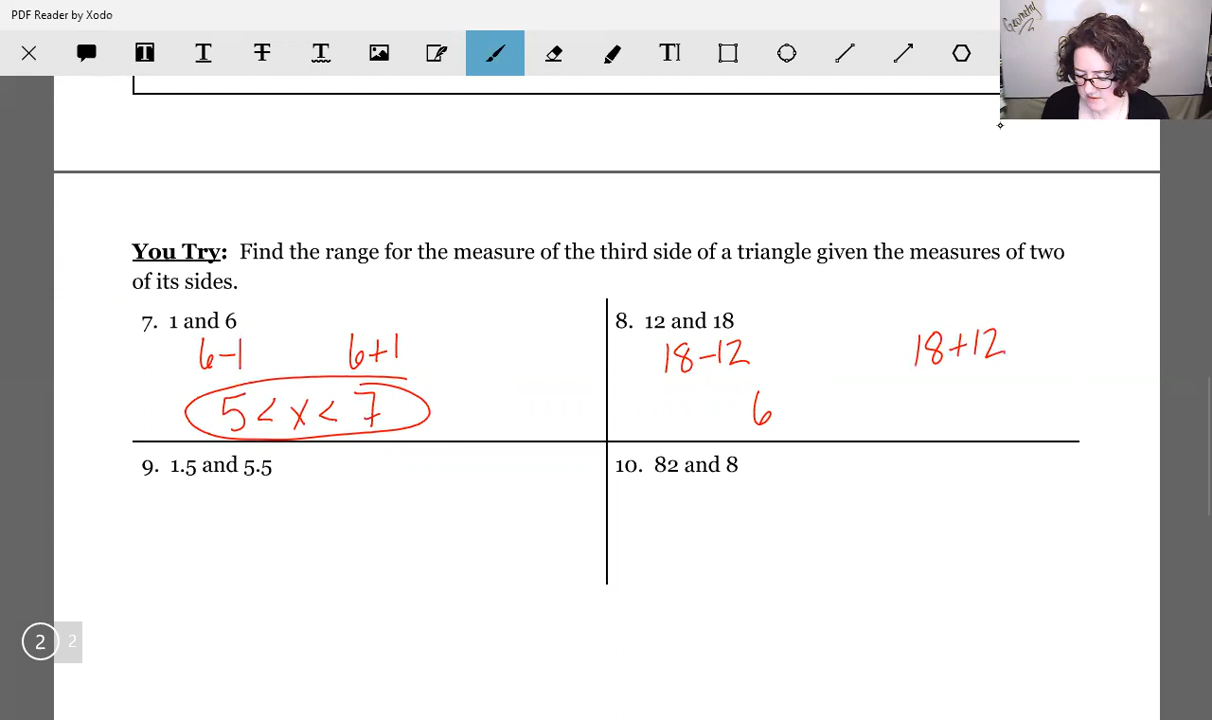 PDF Reader by Xodo
Geometry
You Try: Find the range for the measure of the third side of a triangle given the measures of two
of its sides.
7. 1 and 6
6-1 6+1
5 < x < 7
8. 12 and 18
18-12 18+12
6
9. 1.5 and 5.5
10. 82 and 8
2 2